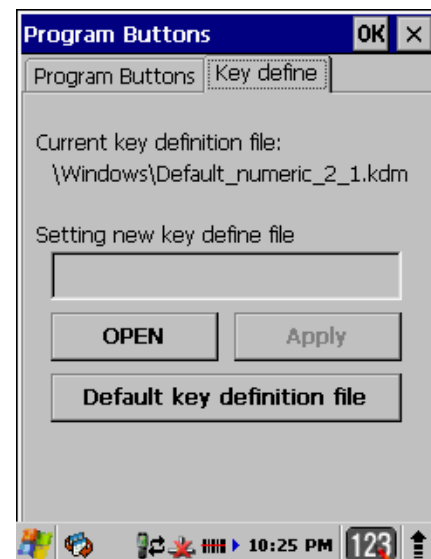 Program Buttons OK ×
Program Buttons Key define
Current key definition file:
\Windows\Default_numeric_2_1.kdm
Setting new key define file
OPEN Apply
Default key definition file
10:25 PM 123